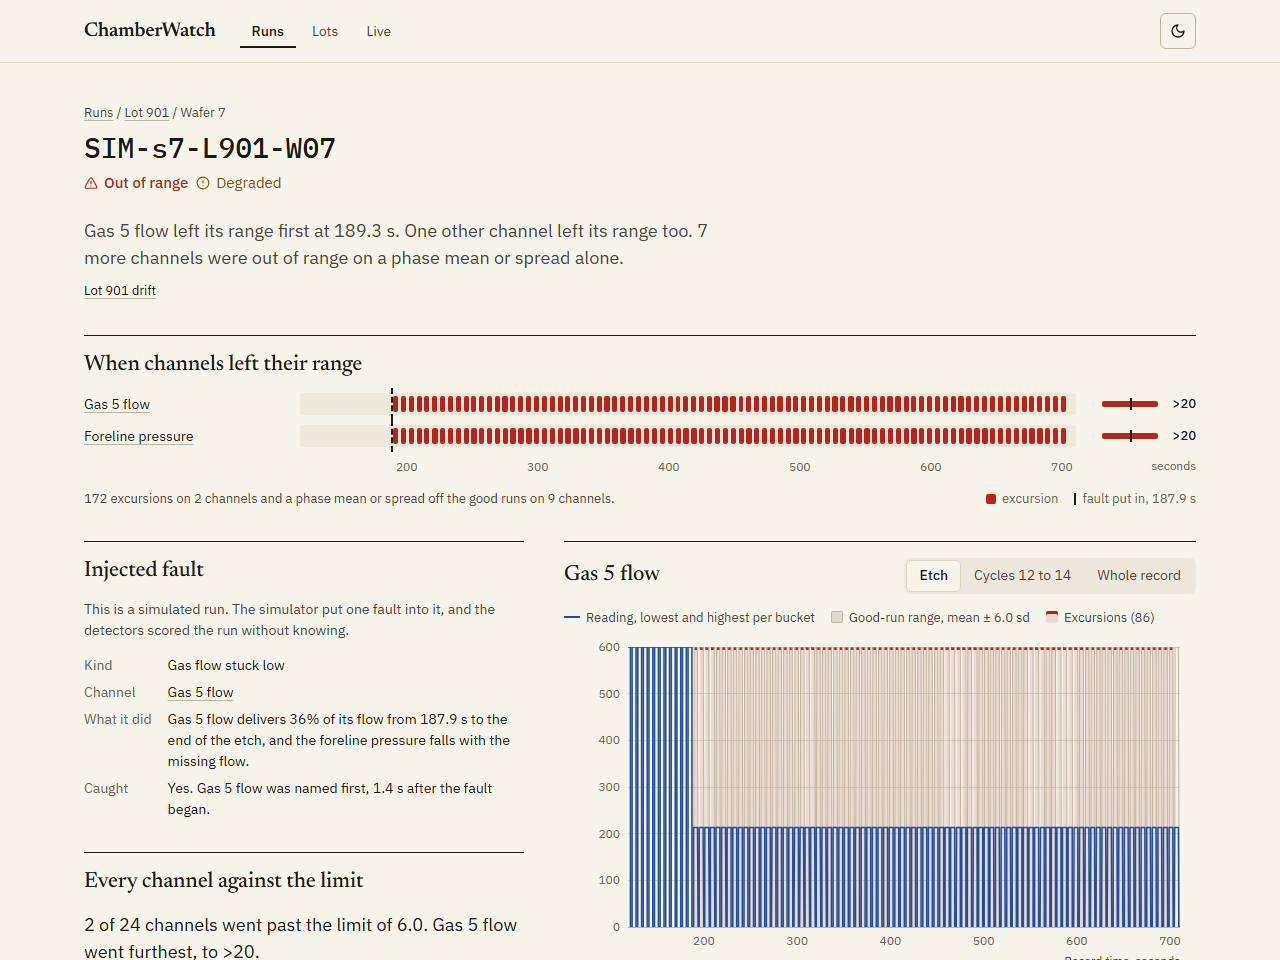 ChamberWatch Runs Lots Live
Runs / Lot 901 / Wafer 7
SIM-s7-L901-W07
Out of range Degraded
Gas 5 flow left its range first at 189.3 s. One other channel left its range too. 7
more channels were out of range on a phase mean or spread alone.
Lot 901 drift
When channels left their range
Gas 5 flow >20
Foreline pressure >20
200 300 400 500 600 700 seconds
172 excursions on 2 channels and a phase mean or spread off the good runs on 9 channels. excursion fault put in, 187.9 s
Injected fault
This is a simulated run. The simulator put one fault into it, and the
detectors scored the run without knowing.
Kind Gas flow stuck low
Channel Gas 5 flow
What it did Gas 5 flow delivers 36% of its flow from 187.9 s to the
end of the etch, and the foreline pressure falls with the
missing flow.
Caught Yes. Gas 5 flow was named first, 1.4 s after the fault
began.
Every channel against the limit
2 of 24 channels went past the limit of 6.0. Gas 5 flow
went furthest, to >20.
Gas 5 flow Etch Cycles 12 to 14 Whole record
Reading, lowest and highest per bucket Good-run range, mean ± 6.0 sd Excursions (86)
600
500
400
300
200
100
0
200 300 400 500 600 700
Record time, seconds